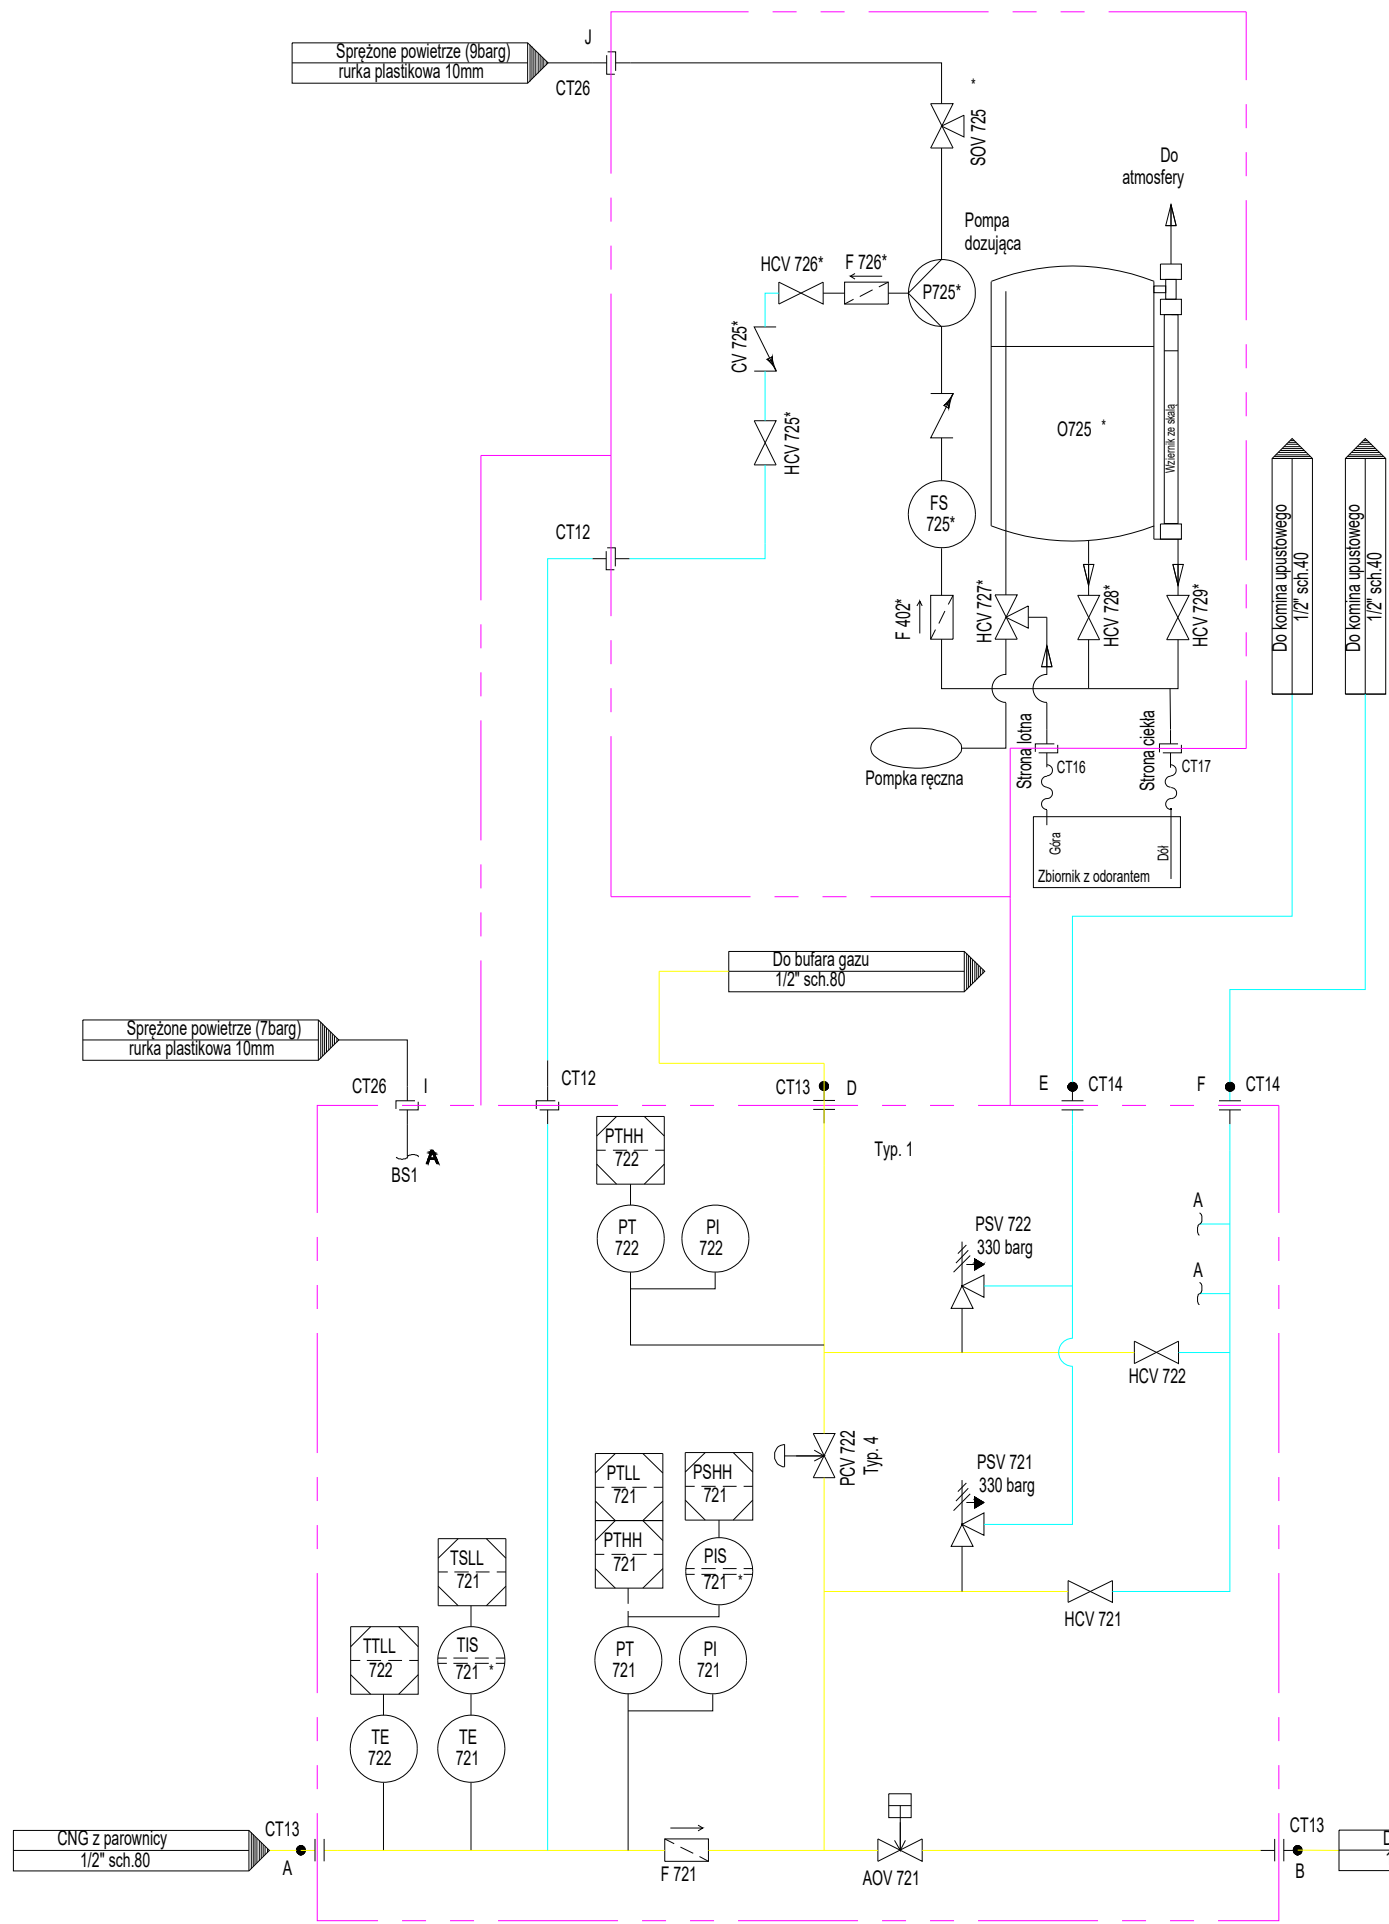 Sprężone powietrze (9barg)
rurka plastikowa 10mm
J
CT26
*
SOV 725
Do
atmosfery
Pompa
dozująca
HCV 726*
F 726*
P725*
CV 725*
HCV 725*
O725 *
Wziernik ze skalą
FS
725*
CT12
F 402*
HCV 727*
HCV 728*
HCV 729*
Do komina upustowego
1/2" sch.40
Do komina upustowego
1/2" sch.40
Strona lotna
Strona ciekła
CT16
CT17
Pompka ręczna
Góra
Dół
Zbiornik z odorantem
Do bufara gazu
1/2" sch.80
Sprężone powietrze (7barg)
rurka plastikowa 10mm
CT26
I
CT12
CT13
D
E
CT14
F
CT14
BS1
A
PTHH
722
Typ. 1
PT
722
PI
722
PSV 722
330 barg
A
A
HCV 722
PCV 722
Typ. 4
PTLL
721
PSHH
721
PSV 721
330 barg
PTHH
721
PIS
721 *
TSLL
721
HCV 721
TTLL
722
TIS
721 *
PT
721
PI
721
TE
722
TE
721
CNG z parownicy
1/2" sch.80
CT13
A
F 721
AOV 721
CT13
B